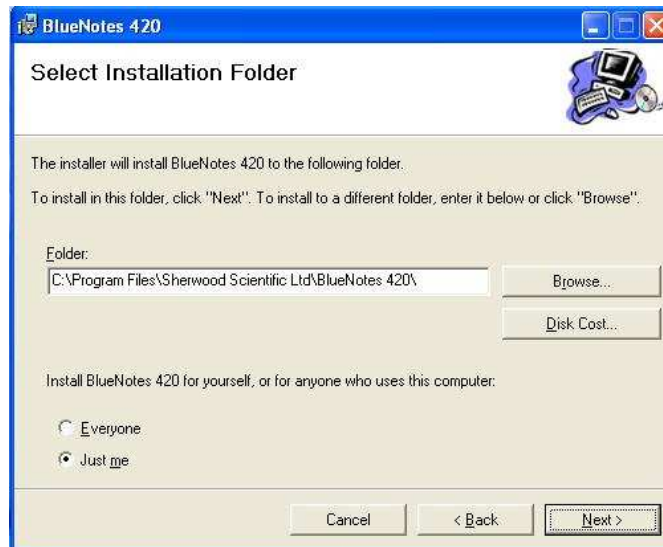 BlueNotes 420
Select Installation Folder
The installer will install BlueNotes 420 to the following folder.
To install in this folder, click "Next". To install to a different folder, enter it below or click "Browse".
Folder:
C:\Program Files\Sherwood Scientific Ltd\BlueNotes 420\
Browse...
Disk Cost...
Install BlueNotes 420 for yourself, or for anyone who uses this computer:
Everyone
Just me
Cancel
< Back
Next >